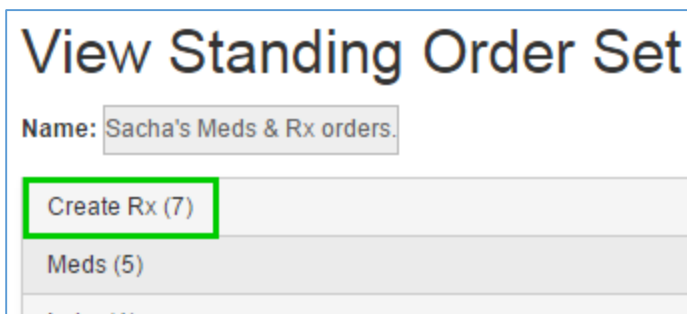 View Standing Order Set
Name: Sacha's Meds & Rx orders.
Create Rx (7)
Meds (5)